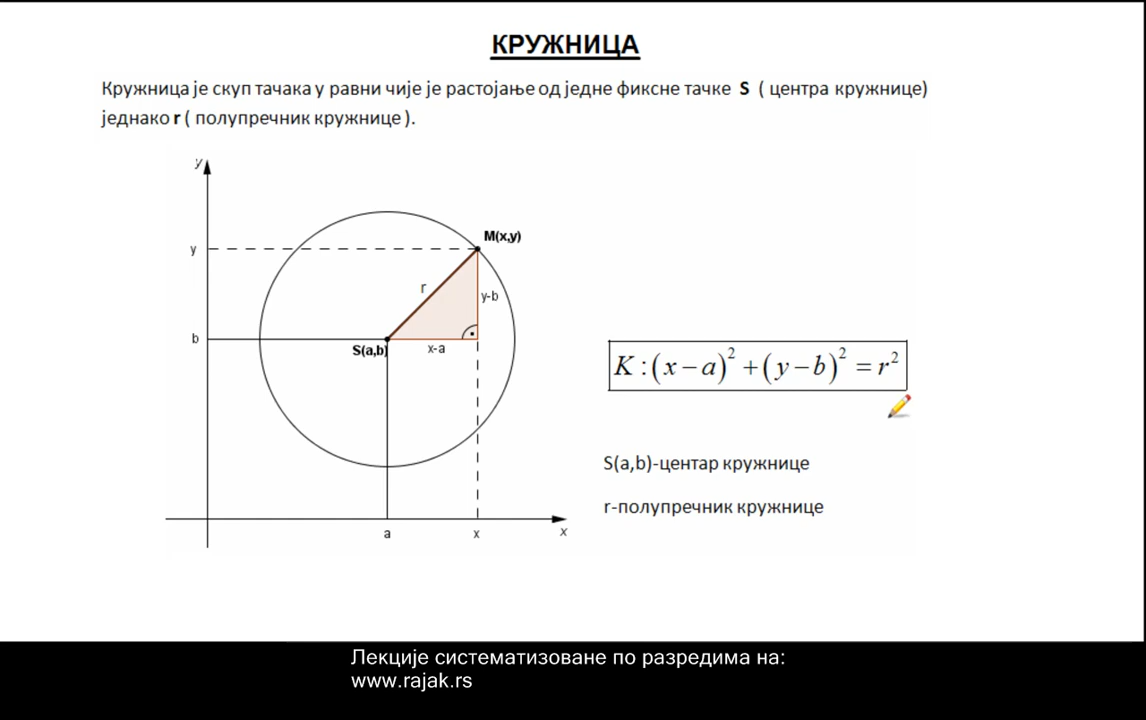 КРУЖНИЦА
Кружница је скуп тачака у равни чије је растојање од једне фиксне тачке S ( центра кружнице)
једнако r ( полупречник кружнице ).
y
y
M(x,y)
r
y-b
b
S(a,b)
x-a
K : (x − a)² + (y − b)² = r²
S(a,b)-центар кружнице
r-полупречник кружнице
a
x
x
Лекције систематизоване по разредима на:
www.rajak.rs